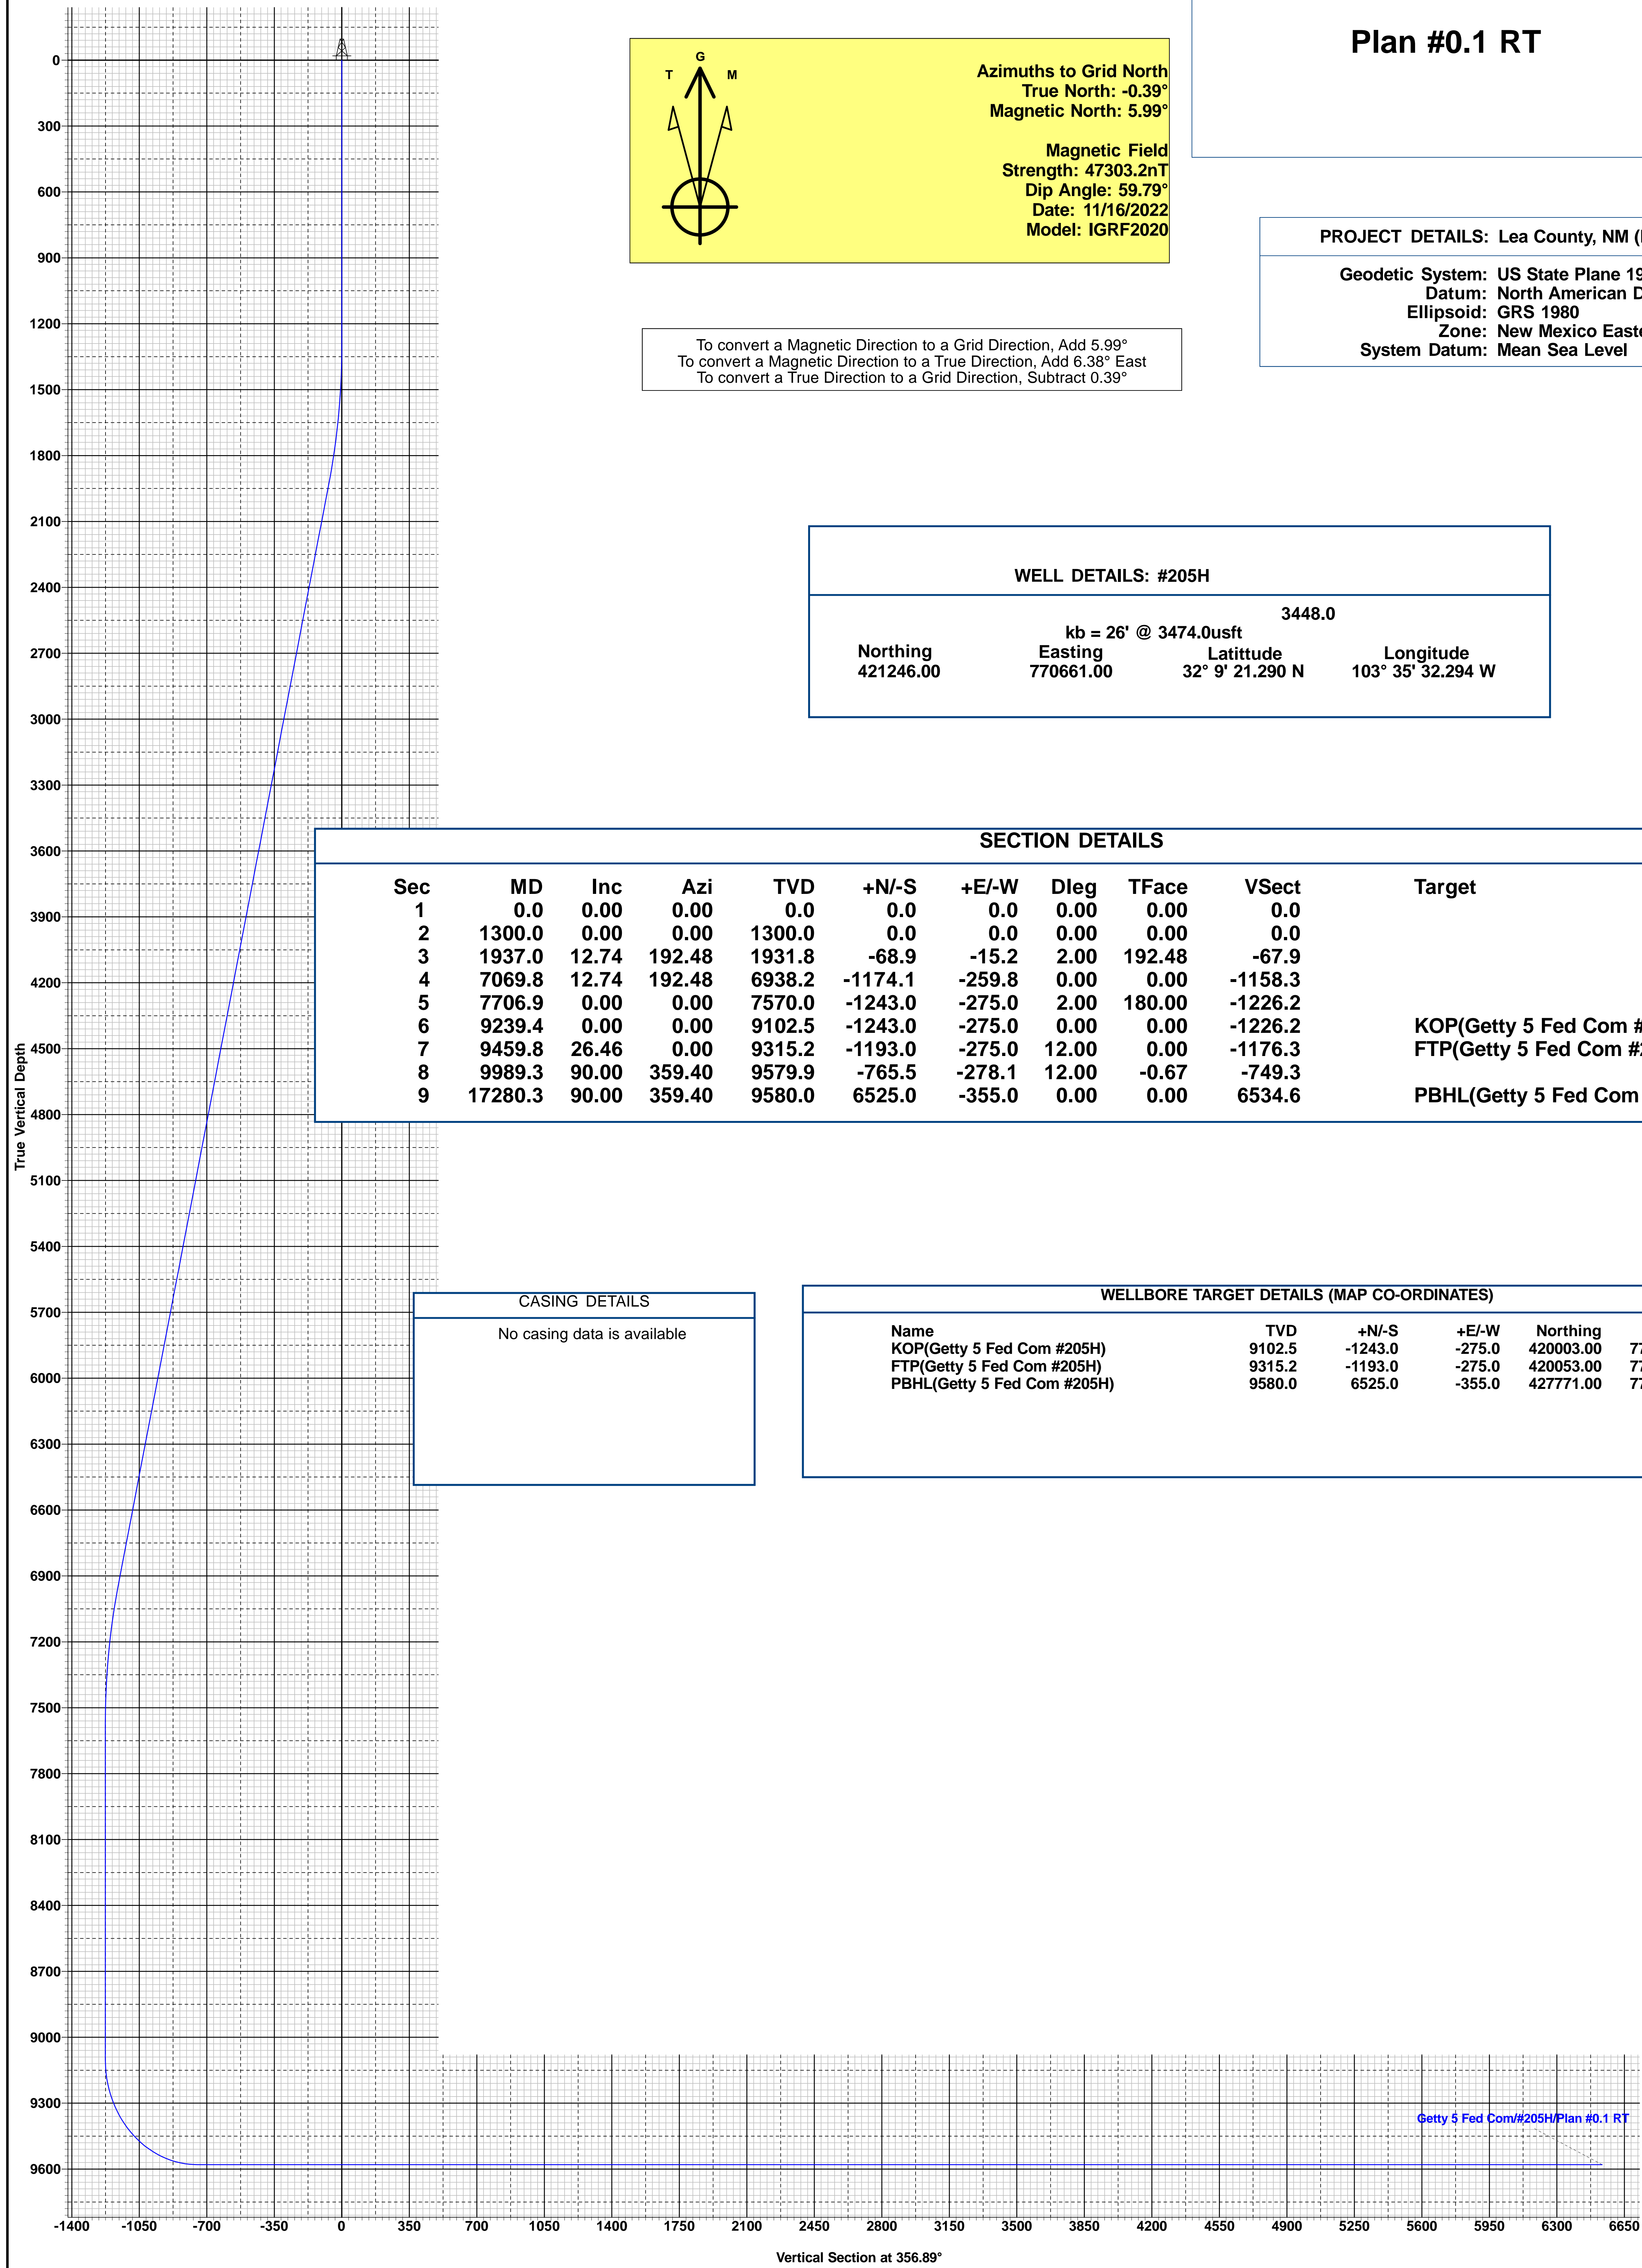 Plan #0.1 RT
T G M
Azimuths to Grid North
True North: -0.39°
Magnetic North: 5.99°
Magnetic Field
Strength: 47303.2nT
Dip Angle: 59.79°
Date: 11/16/2022
Model: IGRF2020
PROJECT DETAILS: Lea County, NM (
Geodetic System: US State Plane 19
Datum: North American D
Ellipsoid: GRS 1980
Zone: New Mexico Easte
System Datum: Mean Sea Level
To convert a Magnetic Direction to a Grid Direction, Add 5.99°
To convert a Magnetic Direction to a True Direction, Add 6.38° East
To convert a True Direction to a Grid Direction, Subtract 0.39°
WELL DETAILS: #205H
3448.0
kb = 26' @ 3474.0usft
Northing Easting Latittude Longitude
421246.00 770661.00 32° 9' 21.290 N 103° 35' 32.294 W
SECTION DETAILS
Sec MD Inc Azi TVD +N/-S +E/-W Dleg TFace VSect Target
1 0.0 0.00 0.00 0.0 0.0 0.0 0.00 0.00 0.0
2 1300.0 0.00 0.00 1300.0 0.0 0.0 0.00 0.00 0.0
3 1937.0 12.74 192.48 1931.8 -68.9 -15.2 2.00 192.48 -67.9
4 7069.8 12.74 192.48 6938.2 -1174.1 -259.8 0.00 0.00 -1158.3
5 7706.9 0.00 0.00 7570.0 -1243.0 -275.0 2.00 180.00 -1226.2
6 9239.4 0.00 0.00 9102.5 -1243.0 -275.0 0.00 0.00 -1226.2 KOP(Getty 5 Fed Com #
7 9459.8 26.46 0.00 9315.2 -1193.0 -275.0 12.00 0.00 -1176.3 FTP(Getty 5 Fed Com #2
8 9989.3 90.00 359.40 9579.9 -765.5 -278.1 12.00 -0.67 -749.3
9 17280.3 90.00 359.40 9580.0 6525.0 -355.0 0.00 0.00 6534.6 PBHL(Getty 5 Fed Com
CASING DETAILS
No casing data is available
WELLBORE TARGET DETAILS (MAP CO-ORDINATES)
Name TVD +N/-S +E/-W Northing
KOP(Getty 5 Fed Com #205H) 9102.5 -1243.0 -275.0 420003.00 77
FTP(Getty 5 Fed Com #205H) 9315.2 -1193.0 -275.0 420053.00 77
PBHL(Getty 5 Fed Com #205H) 9580.0 6525.0 -355.0 427771.00 77
True Vertical Depth
0
300
600
900
1200
1500
1800
2100
2400
2700
3000
3300
3600
3900
4200
4500
4800
5100
5400
5700
6000
6300
6600
6900
7200
7500
7800
8100
8400
8700
9000
9300
9600
Getty 5 Fed Com/#205H/Plan #0.1 RT
-1400 -1050 -700 -350 0 350 700 1050 1400 1750 2100 2450 2800 3150 3500 3850 4200 4550 4900 5250 5600 5950 6300 6650
Vertical Section at 356.89°